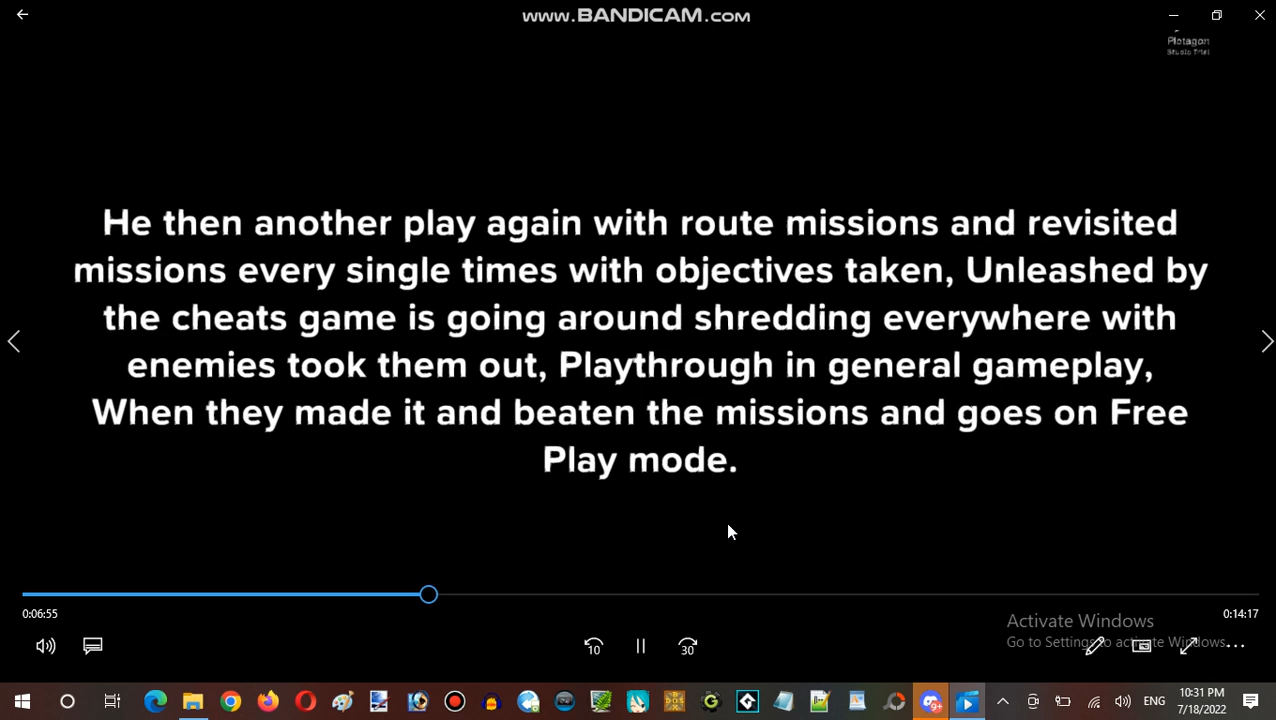 www.BANDICAM.com
Plotagon
Studio Trial
He then another play again with route missions and revisited
missions every single times with objectives taken, Unleashed by
the cheats game is going around shredding everywhere with
enemies took them out, Playthrough in general gameplay,
When they made it and beaten the missions and goes on Free
Play mode.
0:06:55
0:14:17
Activate Windows
Go to Settings to activate Windows.
10
30
ENG
10:31 PM
7/18/2022